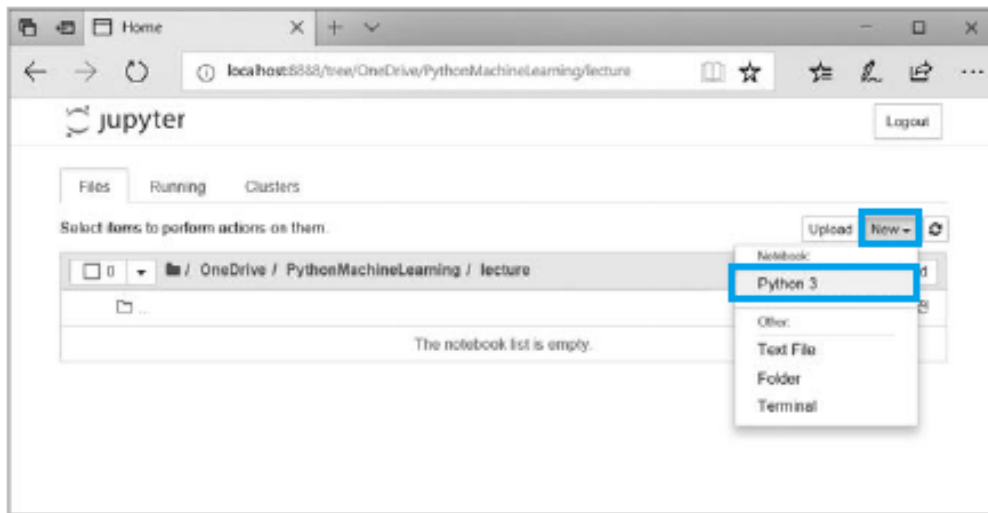 Home
localhost:8888/tree/OneDrive/PythonMachineLearning/lecture
jupyter
Logout
Files Running Clusters
Select items to perform actions on them.
Upload New
Notebook:
0 / OneDrive / PythonMachineLearning / lecture
Python 3
..
Other:
The notebook list is empty.
Text File
Folder
Terminal